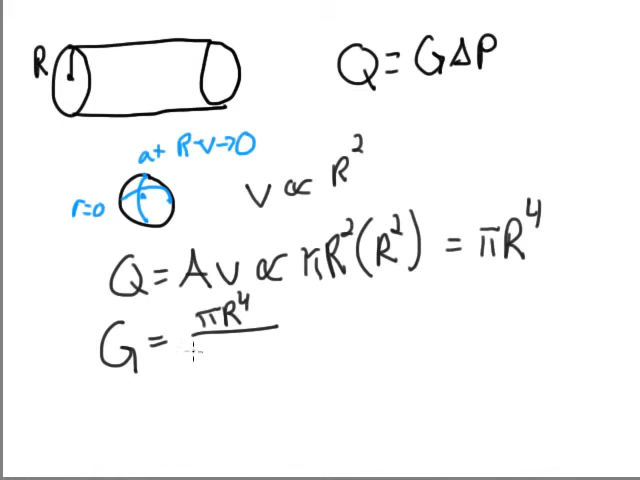 R
Q = GΔP
at R v→0
r=0
v ∝ R²
Q = Av ∝ πR²(R²) = πR⁴
G = πR⁴/